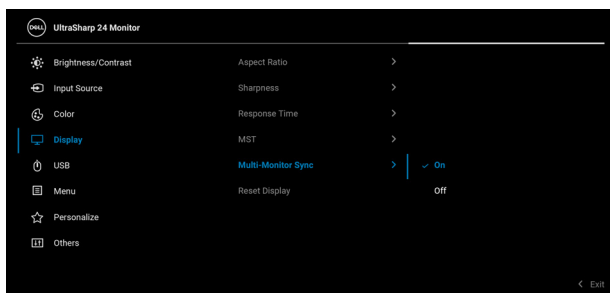 DELL UltraSharp 24 Monitor
Brightness/Contrast
Input Source
Color
Display
USB
Menu
Personalize
Others
Aspect Ratio
Sharpness
Response Time
MST
Multi-Monitor Sync
Reset Display
On
Off
Exit